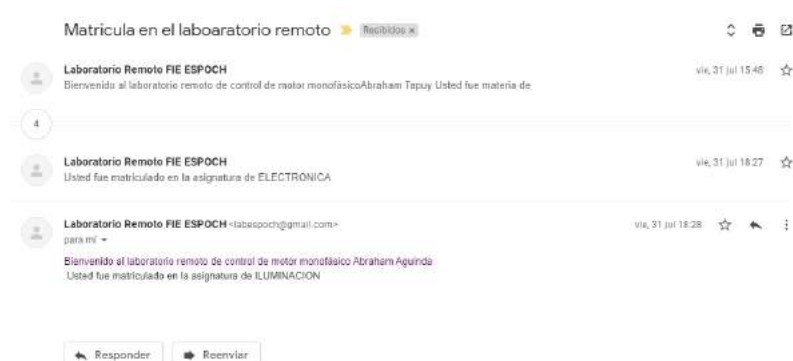 Matricula en el laboaratorio remoto Recibidos x
Laboratorio Remoto FIE ESPOCH vie, 31 jul 15:48
Bienvenido al laboratorio remoto de control de motor monofásicoAbraham Tapuy Usted fue materia de
4
Laboratorio Remoto FIE ESPOCH vie, 31 jul 18:27
Usted fue matriculado en la asignatura de ELECTRONICA
Laboratorio Remoto FIE ESPOCH <labespoch@gmail.com> vie, 31 jul 18:28
para mí
Bienvenido al laboratorio remoto de control de motor monofásico Abraham Aguinda
Usted fue matriculado en la asignatura de ILUMINACION
Responder Reenviar